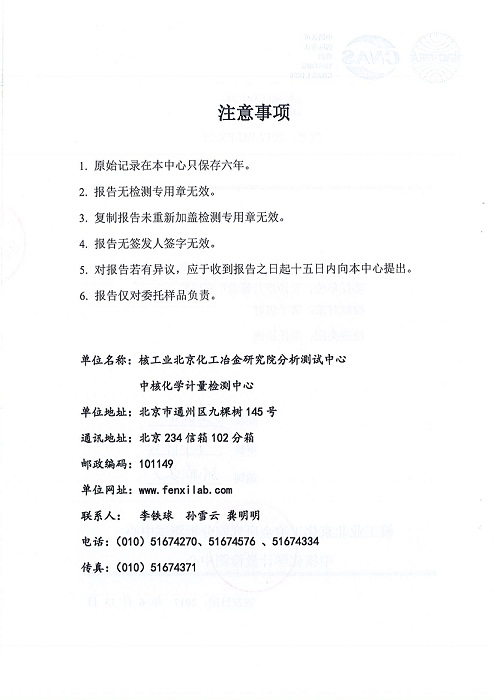 注意事项
1. 原始记录在本中心只保存六年。
2. 报告无检测专用章无效。
3. 复制报告未重新加盖检测专用章无效。
4. 报告无签发人签字无效。
5. 对报告若有异议，应于收到报告之日起十五日内向本中心提出。
6. 报告仅对委托样品负责。
单位名称：核工业北京化工冶金研究院分析测试中心
中核化学计量检测中心
单位地址：北京市通州区九棵树 145 号
通讯地址：北京 234 信箱 102 分箱
邮政编码：101149
单位网址：www.fenxilab.com
联系人： 李铁球 孙雪云 龚明明
电话：（010）51674270、51674576 、51674334
传真：（010）51674371